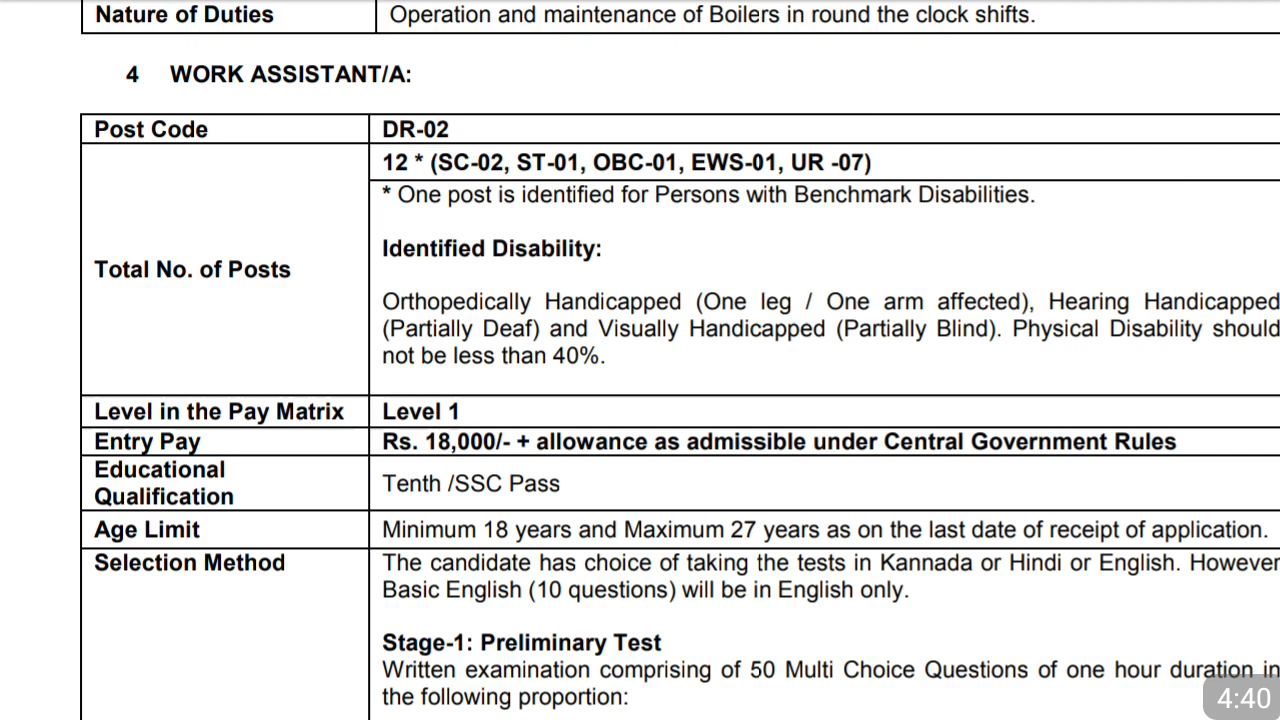 Nature of Duties
Operation and maintenance of Boilers in round the clock shifts.
4 WORK ASSISTANT/A:
Post Code
DR-02
Total No. of Posts
12 * (SC-02, ST-01, OBC-01, EWS-01, UR -07)
* One post is identified for Persons with Benchmark Disabilities.
Identified Disability:
Orthopedically Handicapped (One leg / One arm affected), Hearing Handicapped
(Partially Deaf) and Visually Handicapped (Partially Blind). Physical Disability should
not be less than 40%.
Level in the Pay Matrix
Level 1
Entry Pay
Rs. 18,000/- + allowance as admissible under Central Government Rules
Educational
Qualification
Tenth /SSC Pass
Age Limit
Minimum 18 years and Maximum 27 years as on the last date of receipt of application.
Selection Method
The candidate has choice of taking the tests in Kannada or Hindi or English. However
Basic English (10 questions) will be in English only.
Stage-1: Preliminary Test
Written examination comprising of 50 Multi Choice Questions of one hour duration in
the following proportion:
4:40